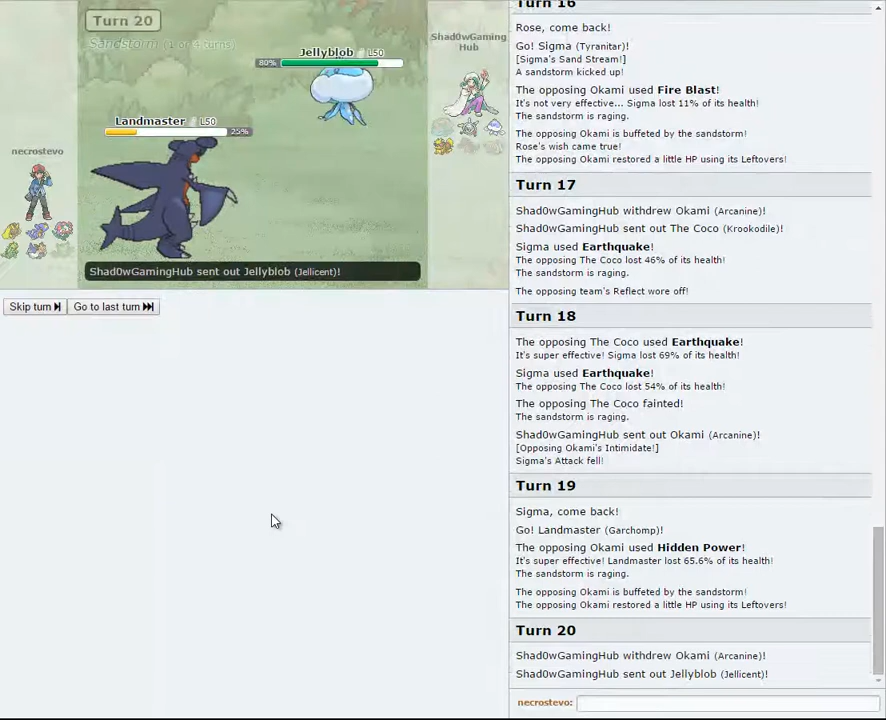 Turn 20
Sandstorm (1 or 4 turns)
Jellyblob L50
80%
Landmaster L50
25%
necrostevo
Shad0wGaming
Hub
Shad0wGamingHub sent out Jellyblob (Jellicent)!
Skip turn
Go to last turn
Turn 16
Rose, come back!
Go! Sigma (Tyranitar)!
[Sigma's Sand Stream!]
A sandstorm kicked up!
The opposing Okami used Fire Blast!
It's not very effective... Sigma lost 11% of its health!
The sandstorm is raging.
The opposing Okami is buffeted by the sandstorm!
Rose's wish came true!
The opposing Okami restored a little HP using its Leftovers!
Turn 17
Shad0wGamingHub withdrew Okami (Arcanine)!
Shad0wGamingHub sent out The Coco (Krookodile)!
Sigma used Earthquake!
The opposing The Coco lost 46% of its health!
The sandstorm is raging.
The opposing team's Reflect wore off!
Turn 18
The opposing The Coco used Earthquake!
It's super effective! Sigma lost 69% of its health!
Sigma used Earthquake!
The opposing The Coco lost 54% of its health!
The opposing The Coco fainted!
The sandstorm is raging.
Shad0wGamingHub sent out Okami (Arcanine)!
[Opposing Okami's Intimidate!]
Sigma's Attack fell!
Turn 19
Sigma, come back!
Go! Landmaster (Garchomp)!
The opposing Okami used Hidden Power!
It's super effective! Landmaster lost 65.6% of its health!
The sandstorm is raging.
The opposing Okami is buffeted by the sandstorm!
The opposing Okami restored a little HP using its Leftovers!
Turn 20
Shad0wGamingHub withdrew Okami (Arcanine)!
Shad0wGamingHub sent out Jellyblob (Jellicent)!
necrostevo: